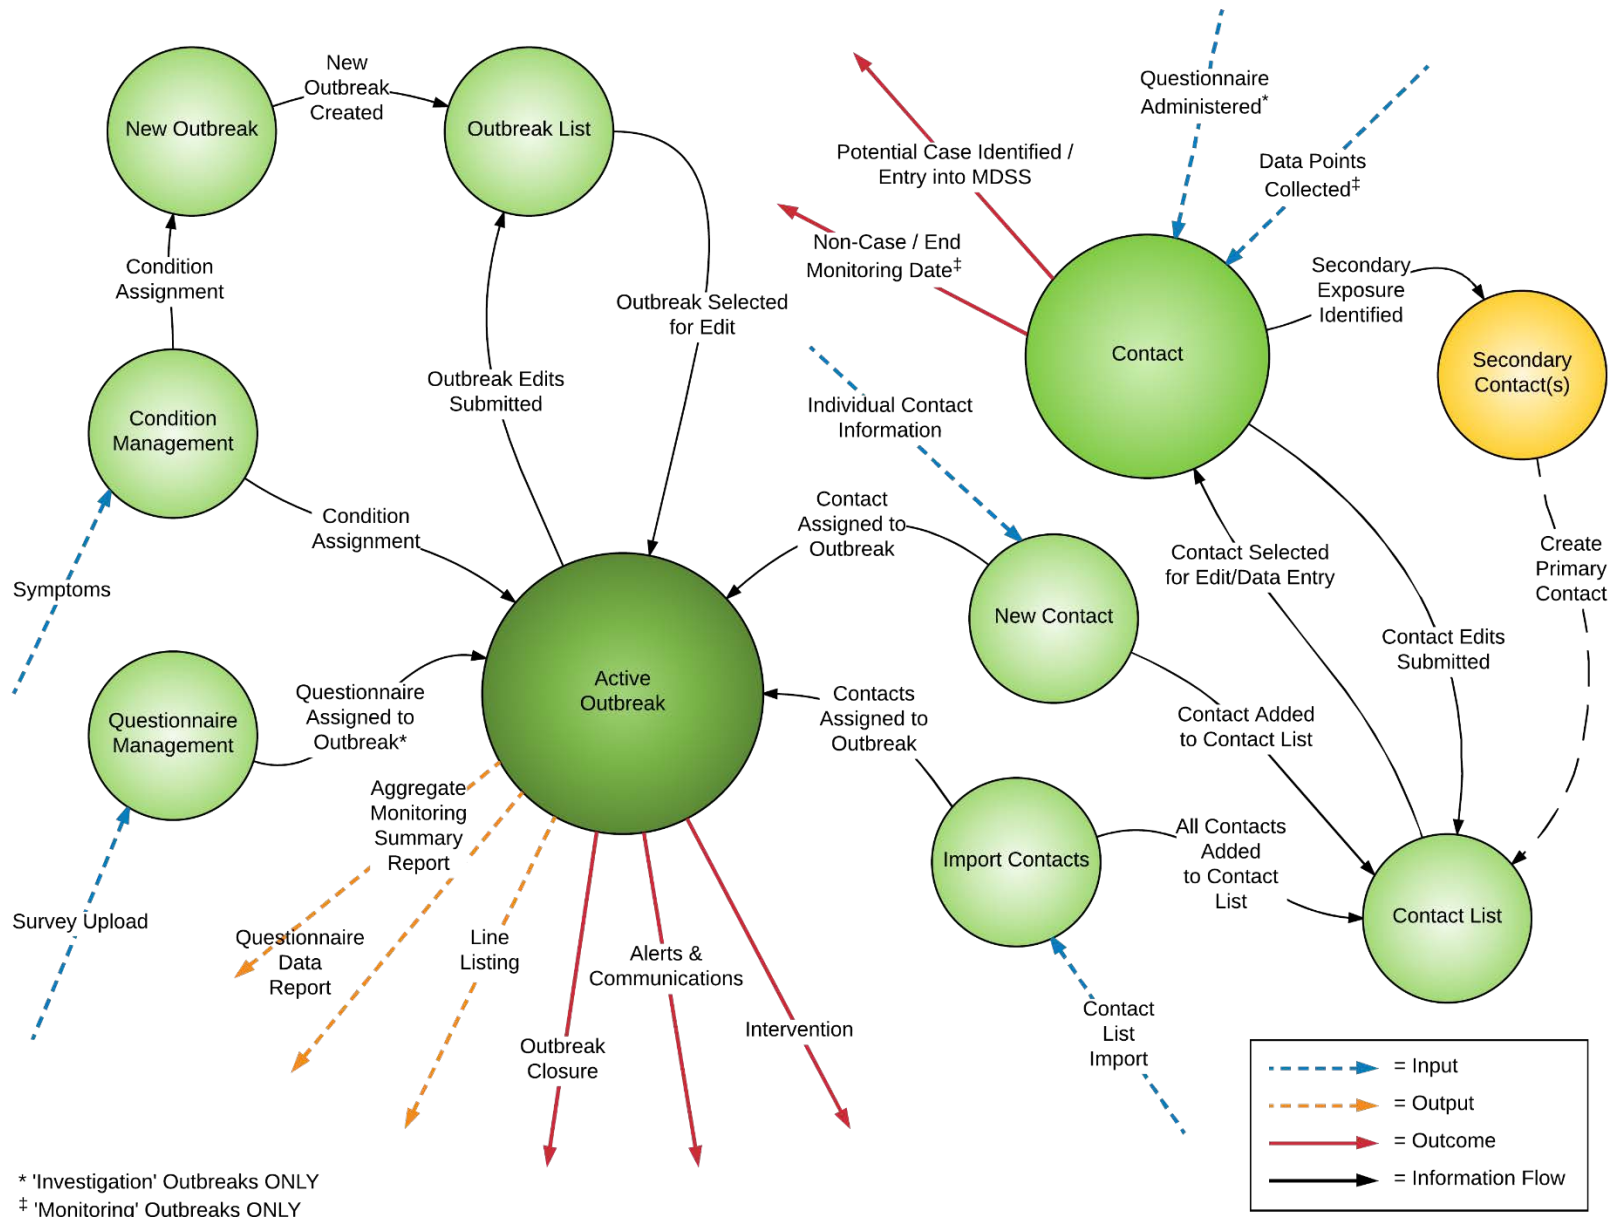 New Outbreak
New
Outbreak
Created
Outbreak List
Condition
Assignment
Outbreak Selected
for Edit
Outbreak Edits
Submitted
Condition
Management
Condition
Assignment
Symptoms
Questionnaire
Management
Questionnaire
Assigned to
Outbreak*
Survey Upload
Active
Outbreak
Aggregate
Monitoring
Summary
Report
Questionnaire
Data
Report
Line
Listing
Outbreak
Closure
Alerts &
Communications
Intervention
Questionnaire
Administered*
Data Points
Collected‡
Potential Case Identified /
Entry into MDSS
Non-Case / End
Monitoring Date‡
Contact
Secondary
Exposure
Identified
Secondary
Contact(s)
Individual Contact
Information
Contact
Assigned to
Outbreak
New Contact
Contact Selected
for Edit/Data Entry
Create
Primary
Contact
Contact Edits
Submitted
Contacts
Assigned to
Outbreak
Contact Added
to Contact List
Import Contacts
All Contacts
Added
to Contact
List
Contact List
Contact
List
Import
= Input
= Output
= Outcome
= Information Flow
* 'Investigation' Outbreaks ONLY
‡ 'Monitoring' Outbreaks ONLY